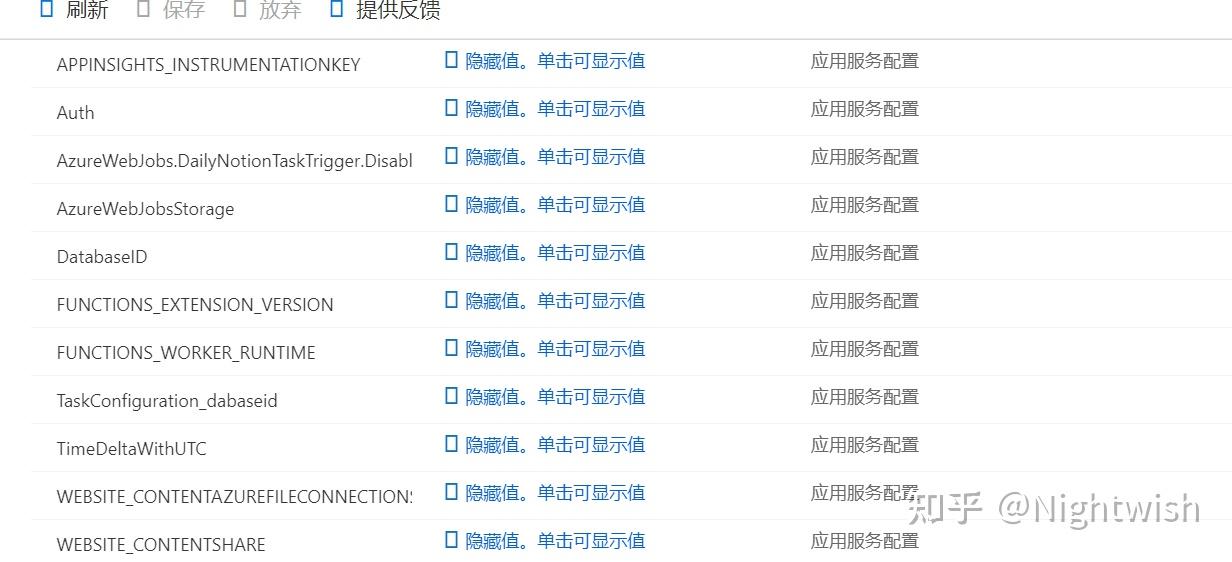 刷新 保存 放弃 提供反馈
APPINSIGHTS_INSTRUMENTATIONKEY 隐藏值。单击可显示值 应用服务配置
Auth 隐藏值。单击可显示值 应用服务配置
AzureWebJobs.DailyNotionTaskTrigger.Disabl 隐藏值。单击可显示值 应用服务配置
AzureWebJobsStorage 隐藏值。单击可显示值 应用服务配置
DatabaseID 隐藏值。单击可显示值 应用服务配置
FUNCTIONS_EXTENSION_VERSION 隐藏值。单击可显示值 应用服务配置
FUNCTIONS_WORKER_RUNTIME 隐藏值。单击可显示值 应用服务配置
TaskConfiguration_dabaseid 隐藏值。单击可显示值 应用服务配置
TimeDeltaWithUTC 隐藏值。单击可显示值 应用服务配置
WEBSITE_CONTENTAZUREFILECONNECTIONS 隐藏值。单击可显示值 应用服务配置
知乎 @Nightwish
WEBSITE_CONTENTSHARE 隐藏值。单击可显示值 应用服务配置